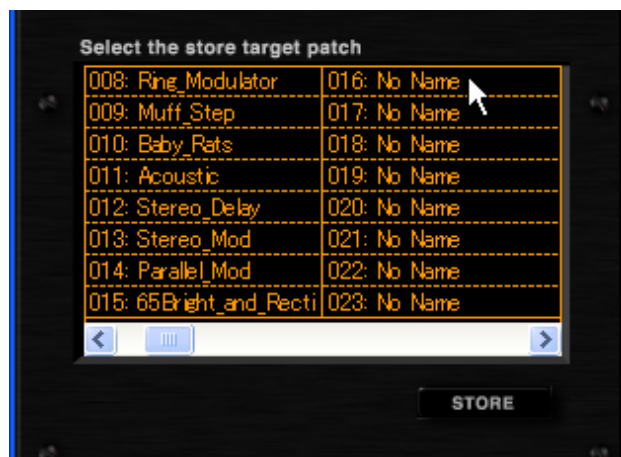 Select the store target patch
008: Ring_Modulator 016: No Name
009: Muff_Step 017: No Name
010: Baby_Rats 018: No Name
011: Acoustic 019: No Name
012: Stereo_Delay 020: No Name
013: Stereo_Mod 021: No Name
014: Parallel_Mod 022: No Name
015: 65Bright_and_Recti 023: No Name
STORE